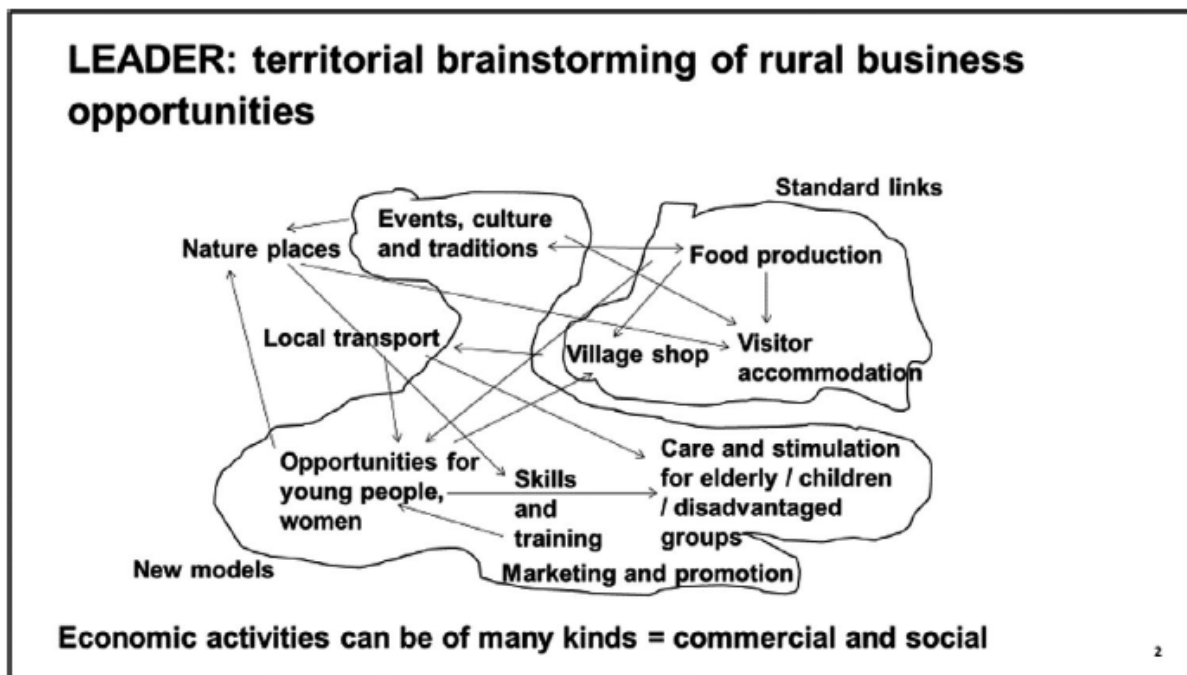 LEADER: territorial brainstorming of rural business
opportunities
Standard links
Events, culture
and traditions
Nature places
Food production
Local transport
Village shop
Visitor
accommodation
Opportunities for
young people,
women
Skills
and
training
Care and stimulation
for elderly / children
/ disadvantaged
groups
New models
Marketing and promotion
Economic activities can be of many kinds = commercial and social
2